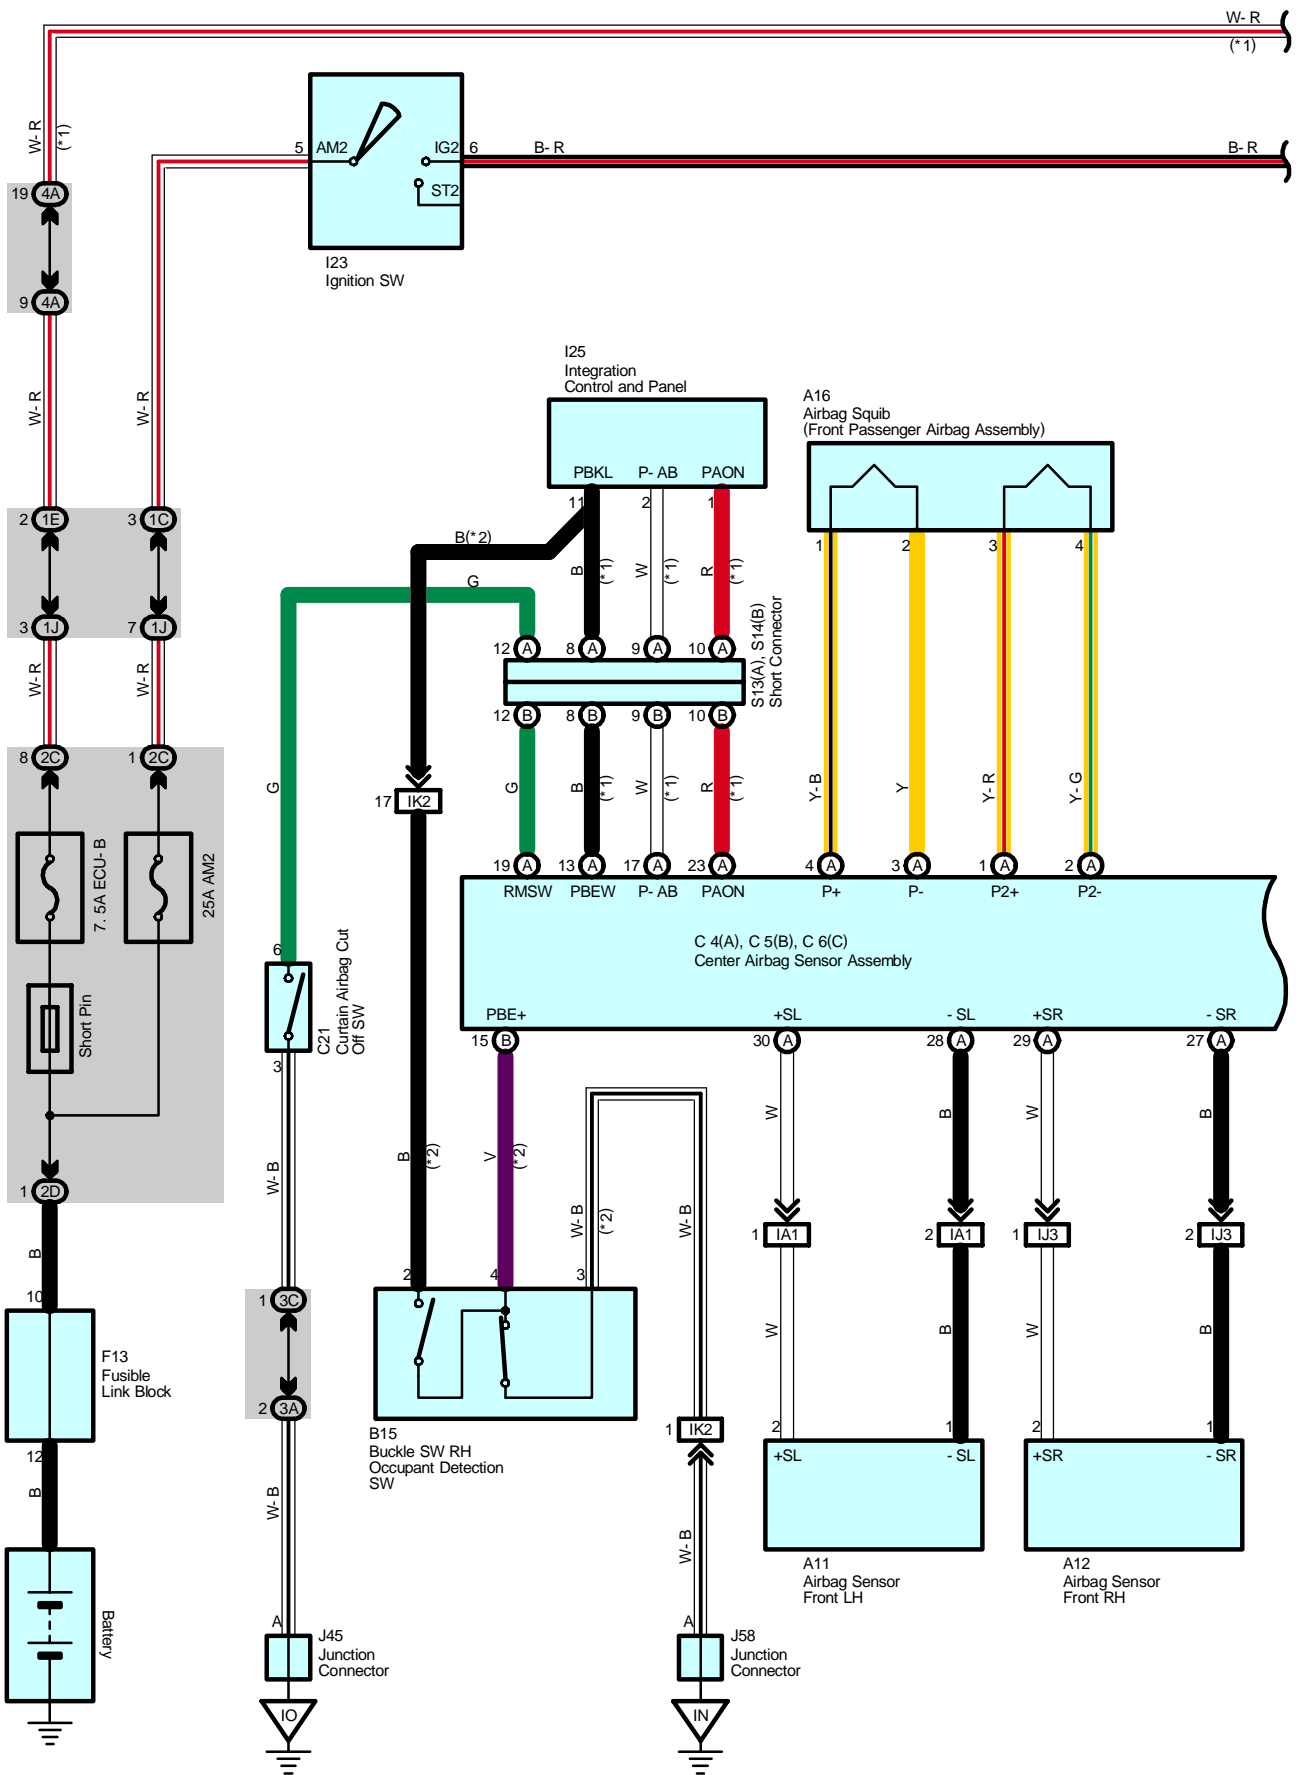 W- R
(*1)
W- R
(*1)
5
AM2
IG2
6
B- R
B- R
ST2
19
4A
I23
Ignition SW
9
4A
I25
Integration
Control and Panel
A16
Airbag Squib
(Front Passenger Airbag Assembly)
W- R
W- R
PBKL
P- AB
PAON
11
2
1
2
1E
3
1C
B(*2)
1
2
3
4
B
(*1)
W
(*1)
R
(*1)
G
3
1J
7
1J
12
A
8
A
9
A
10
A
S13(A), S14(B)
Short Connector
W- R
W- R
12
B
8
B
9
B
10
B
8
2C
1
2C
G
17
IK2
G
B
(*1)
W
(*1)
R
(*1)
Y- B
Y
Y- R
Y- G
7. 5A ECU- B
25A AM2
19
A
13
A
17
A
23
A
4
A
3
A
1
A
2
A
RMSW
PBEW
P- AB
PAON
P+
P-
P2+
P2-
C 4(A), C 5(B), C 6(C)
Center Airbag Sensor Assembly
6
C21
Curtain Airbag Cut
Off SW
3
Short Pin
PBE+
+SL
- SL
+SR
- SR
15
B
30
A
28
A
29
A
27
A
W
B
W
B
B
(*2)
V
(*2)
W- B
W- B
(*2)
W- B
1
2D
1
IA1
2
IA1
1
IJ3
2
IJ3
B
10
2
4
3
1
3C
F13
Fusible
Link Block
W
B
W
B
2
3A
B15
Buckle SW RH
Occupant Detection
SW
1
IK2
12
2
1
2
1
+SL
- SL
+SR
- SR
B
W- B
W- B
A11
Airbag Sensor
Front LH
A12
Airbag Sensor
Front RH
Battery
A
J45
Junction
Connector
A
J58
Junction
Connector
IO
IN